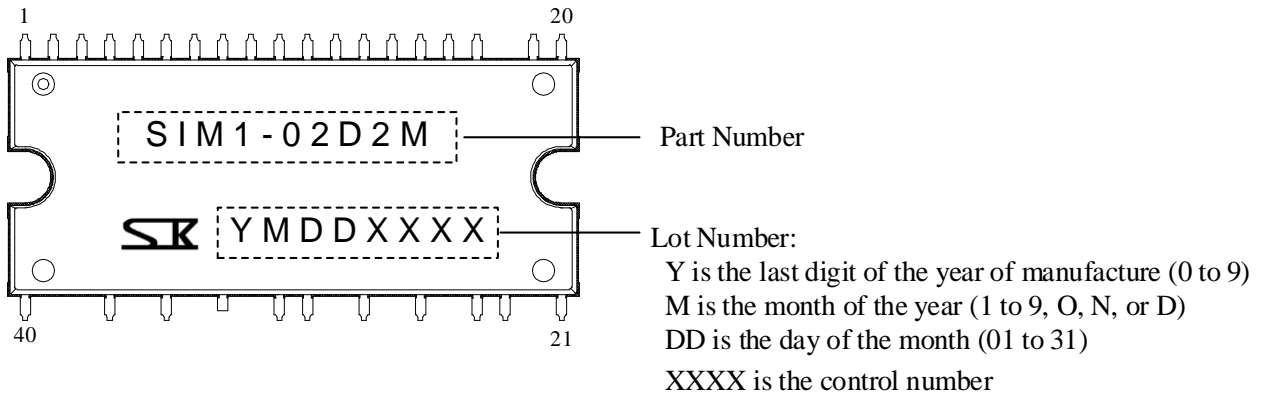 1 20
SIM1-02D2M
Part Number
SK YMDDXXXX
Lot Number:
Y is the last digit of the year of manufacture (0 to 9)
M is the month of the year (1 to 9, O, N, or D)
DD is the day of the month (01 to 31)
XXXX is the control number
40 21